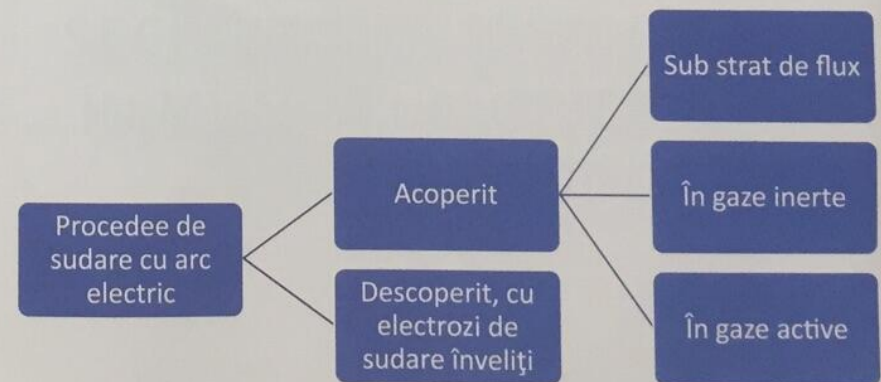 Procedee de
sudare cu arc
electric
Acoperit
Descoperit, cu
electrozi de
sudare înveliţi
Sub strat de flux
În gaze inerte
În gaze active